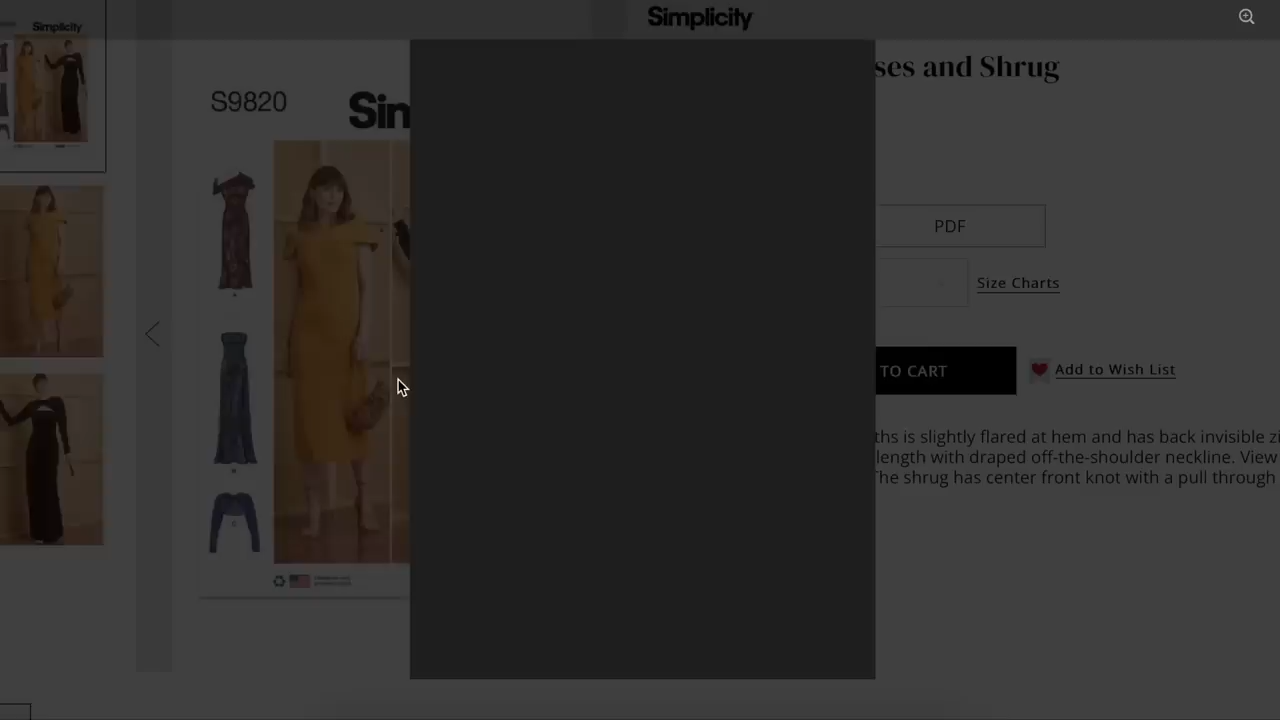 Simplicity
Simplicity
ses and Shrug
S9820
Sim
PDF
Size Charts
TO CART
Add to Wish List
ths is slightly flared at hem and has back invisible zi
length with draped off-the-shoulder neckline. View
The shrug has center front knot with a pull through
A
B
C